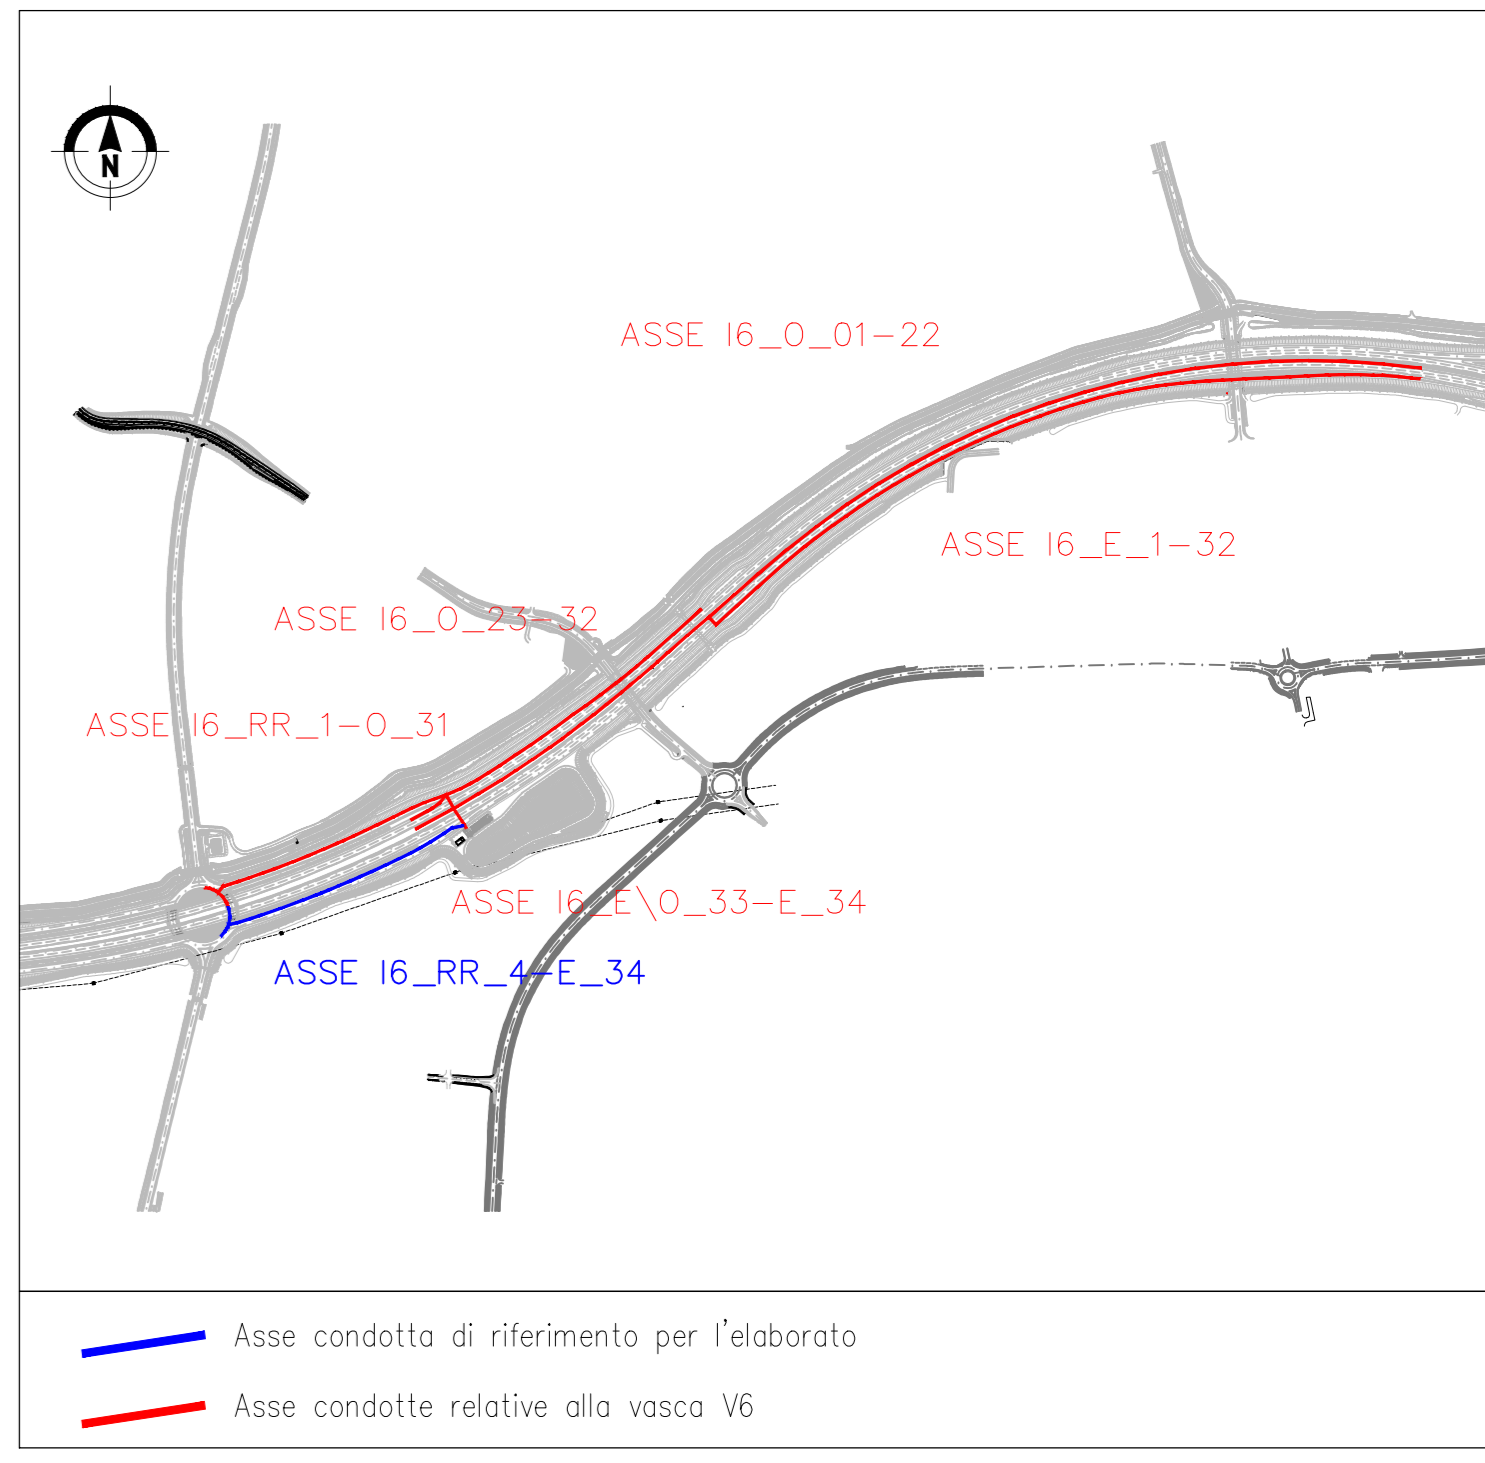 N
ASSE I6_O_01-22
ASSE I6_E_1-32
ASSE I6_O_23-32
ASSE I6_RR_1-O_31
ASSE I6_E\O_33-E_34
ASSE I6_RR_4-E_34
Asse condotta di riferimento per l'elaborato
Asse condotte relative alla vasca V6